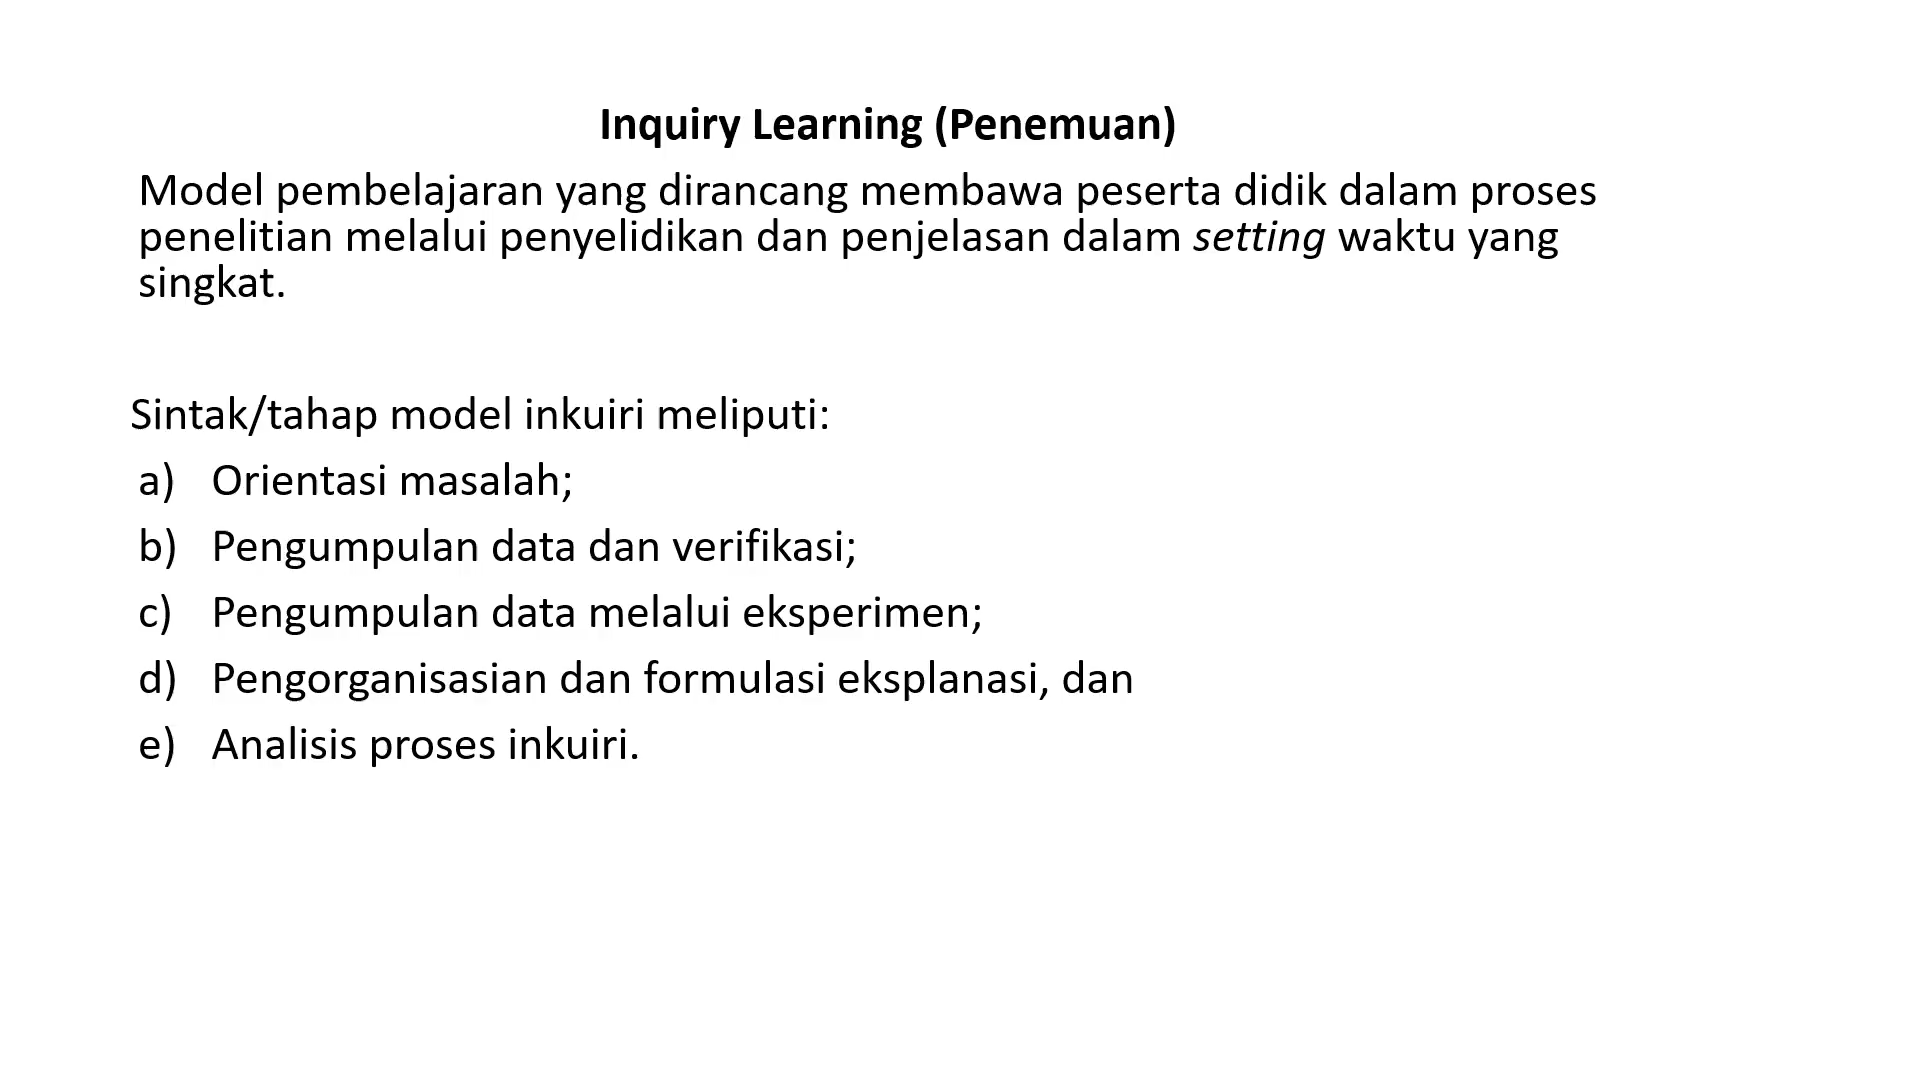 Inquiry Learning (Penemuan)
Model pembelajaran yang dirancang membawa peserta didik dalam proses
penelitian melalui penyelidikan dan penjelasan dalam setting waktu yang
singkat.
Sintak/tahap model inkuiri meliputi:
a) Orientasi masalah;
b) Pengumpulan data dan verifikasi;
c) Pengumpulan data melalui eksperimen;
d) Pengorganisasian dan formulasi eksplanasi, dan
e) Analisis proses inkuiri.